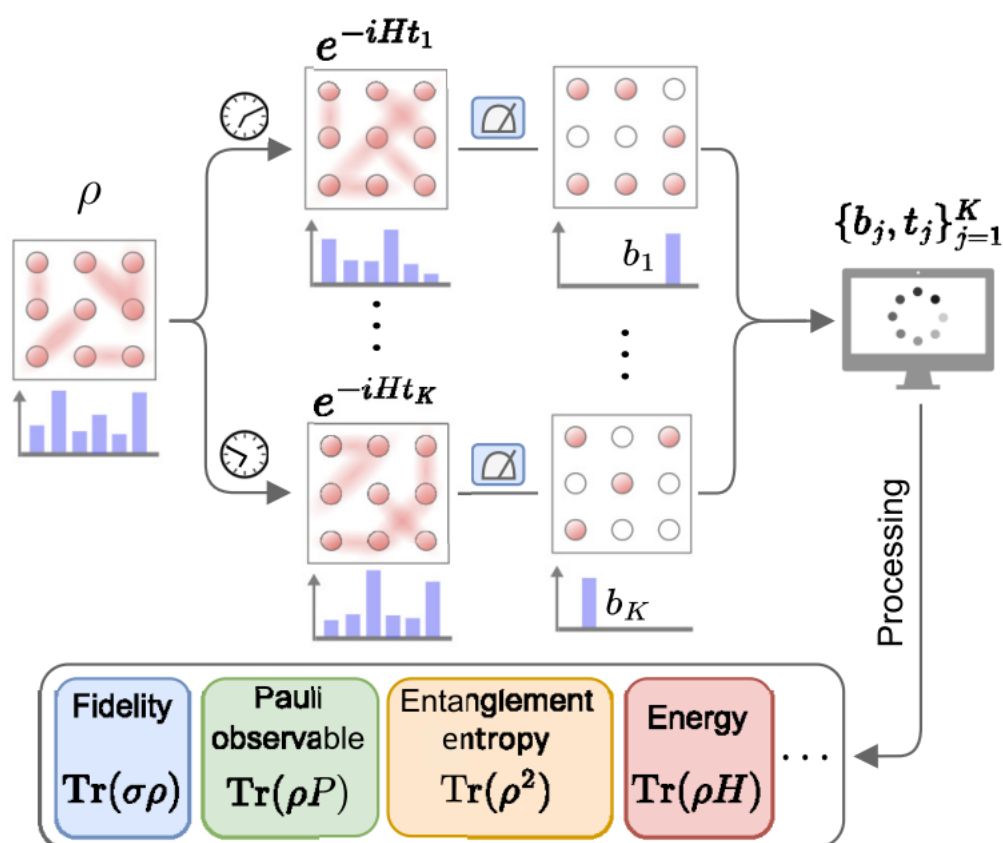 e^{-iHt_1}
ρ
b_1
{b_j, t_j}_{j=1}^K
e^{-iHt_K}
b_K
Processing
Fidelity
Tr(σρ)
Pauli
observable
Tr(ρP)
Entanglement
entropy
Tr(ρ^2)
Energy
Tr(ρH)
...